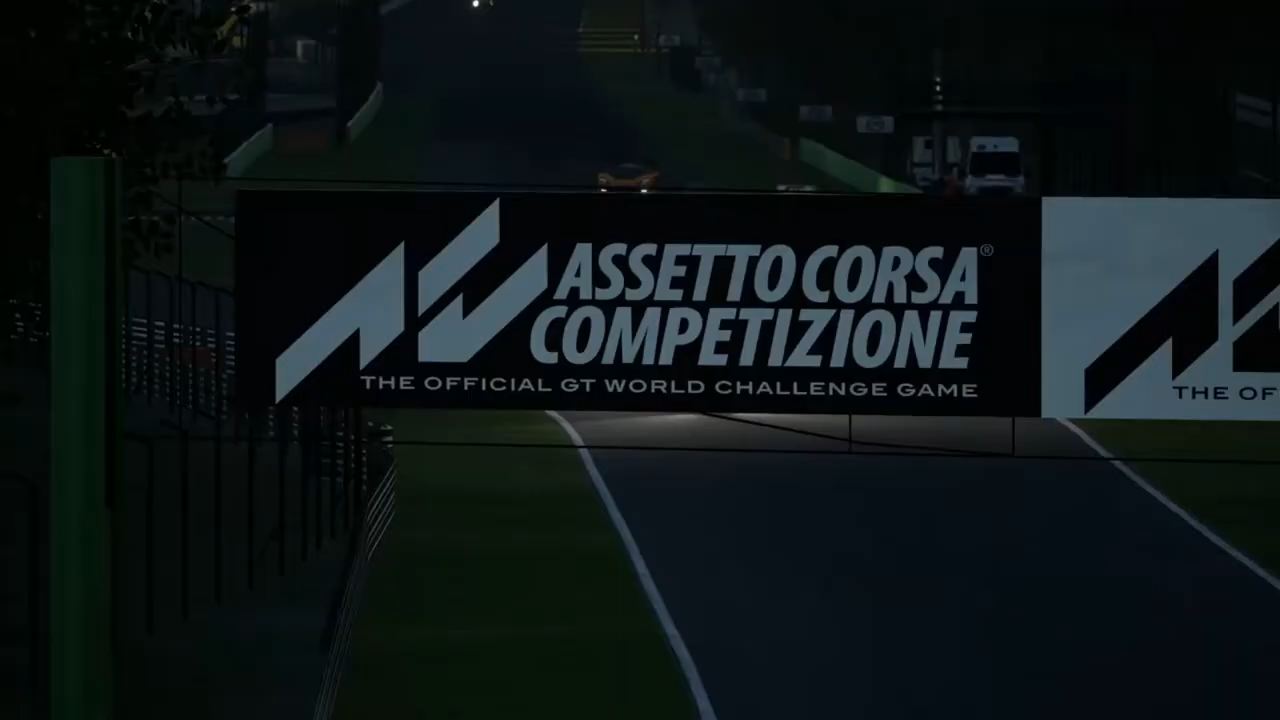 ASSETTO CORSA®
COMPETIZIONE
THE OFFICIAL GT WORLD CHALLENGE GAME
THE OF